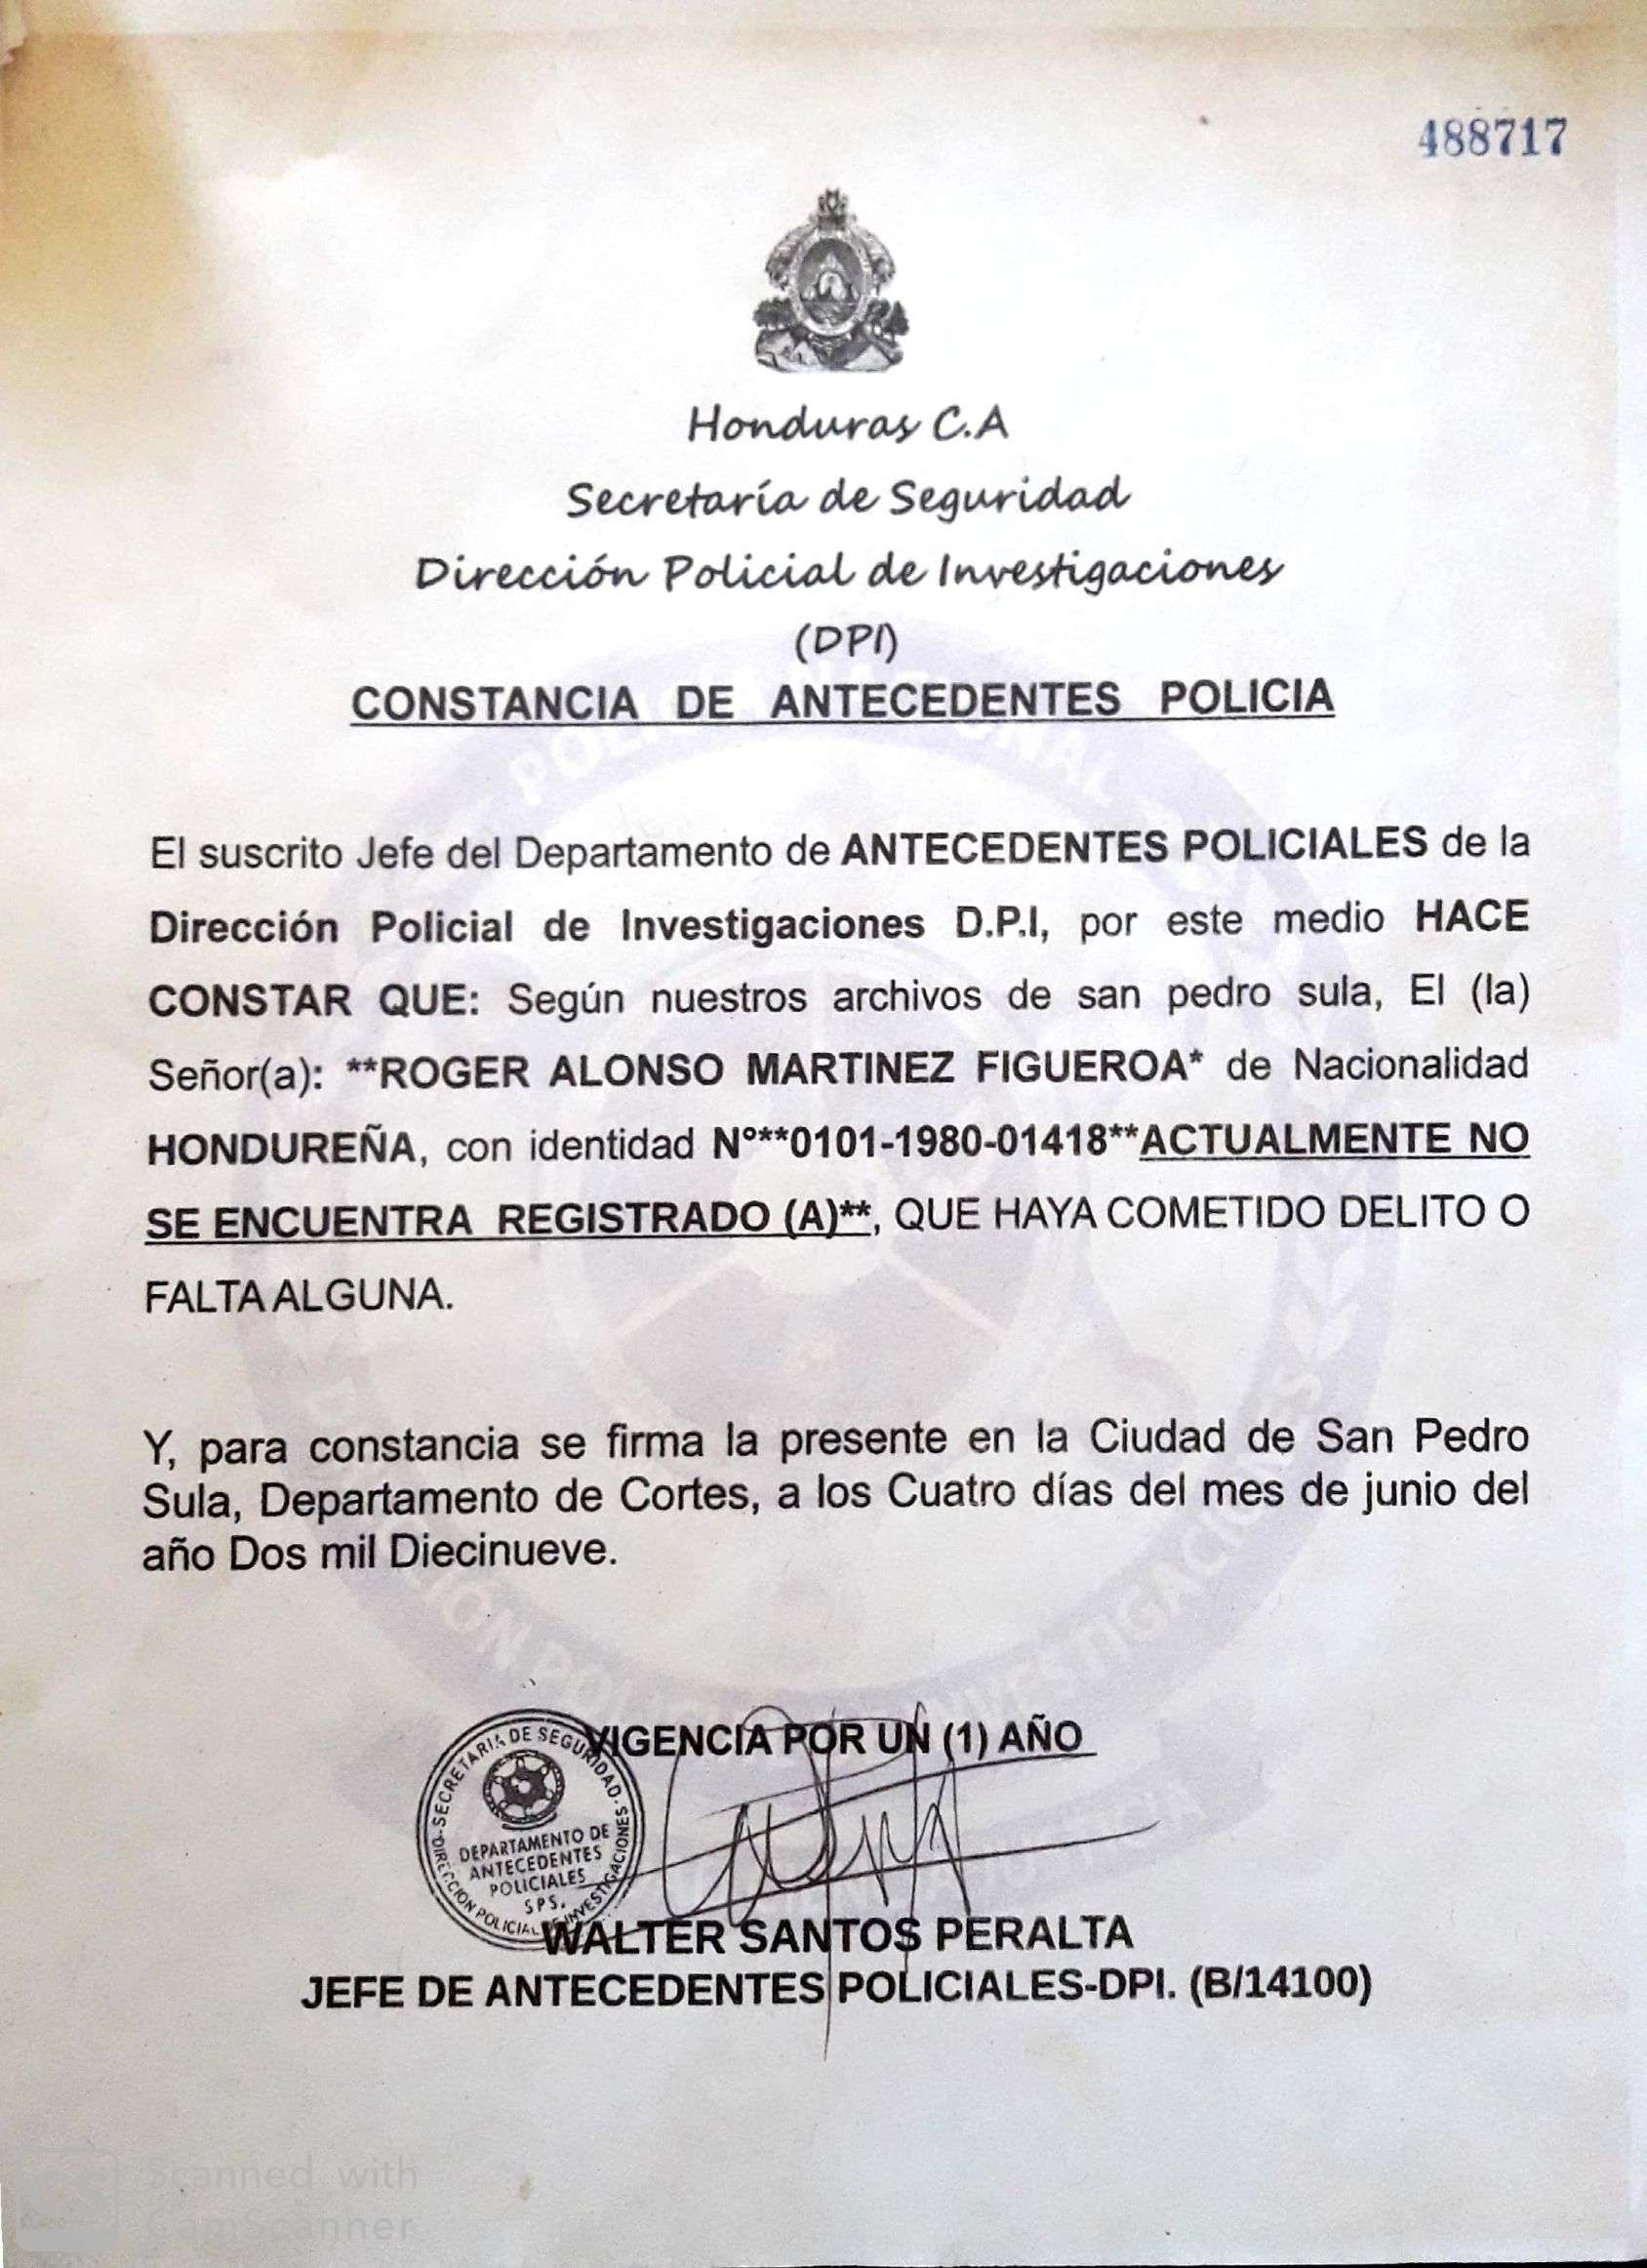 488717
Honduras C.A
Secretaría de Seguridad
Dirección Policial de Investigaciones
(DPI)
CONSTANCIA DE ANTECEDENTES POLICIA
El suscrito Jefe del Departamento de ANTECEDENTES POLICIALES de la
Dirección Policial de Investigaciones D.P.I, por este medio HACE
CONSTAR QUE: Según nuestros archivos de san pedro sula, El (la)
Señor(a): **ROGER ALONSO MARTINEZ FIGUEROA* de Nacionalidad
HONDUREÑA, con identidad N°**0101-1980-01418**ACTUALMENTE NO
SE ENCUENTRA REGISTRADO (A)**, QUE HAYA COMETIDO DELITO O
FALTA ALGUNA.
Y, para constancia se firma la presente en la Ciudad de San Pedro
Sula, Departamento de Cortes, a los Cuatro días del mes de junio del
año Dos mil Diecinueve.
VIGENCIA POR UN (1) AÑO
SECRETARIA DE SEGURIDAD
DEPARTAMENTO DE
ANTECEDENTES
POLICIALES
SPS.
DIRECCION POLICIAL DE INVESTIGACIONES
WALTER SANTOS PERALTA
JEFE DE ANTECEDENTES POLICIALES-DPI. (B/14100)
Scanned with
CamScanner